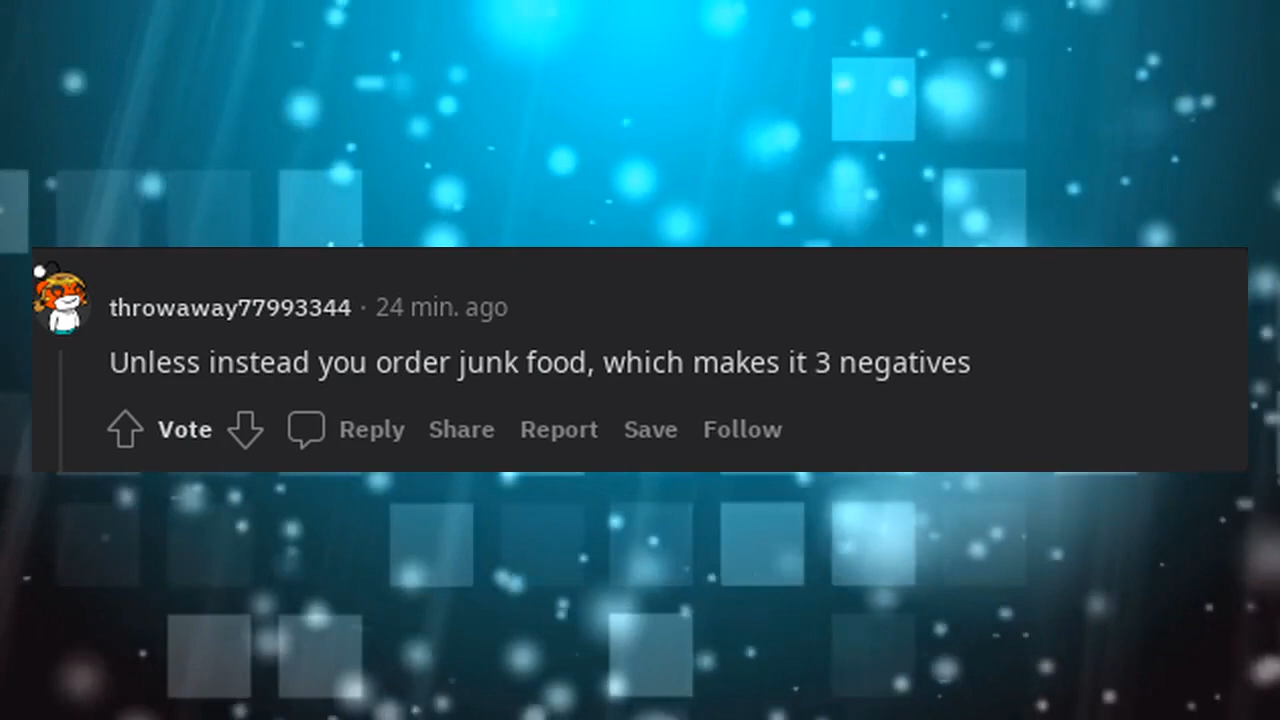 throwaway77993344 · 24 min. ago
Unless instead you order junk food, which makes it 3 negatives
Vote Reply Share Report Save Follow